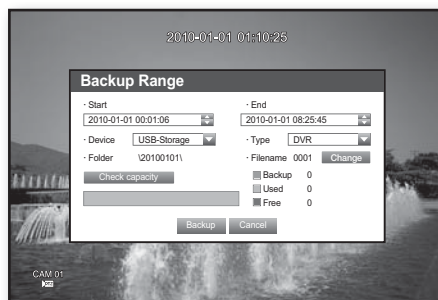 2010-01-01 01:10:25
Backup Range
· Start
· End
2010-01-01 00:01:06
2010-01-01 08:25:45
· Device USB-Storage
· Type DVR
· Folder \20100101\
· Filename 0001 Change
Check capacity
Backup 0
Used 0
Free 0
Backup Cancel
CAM 01